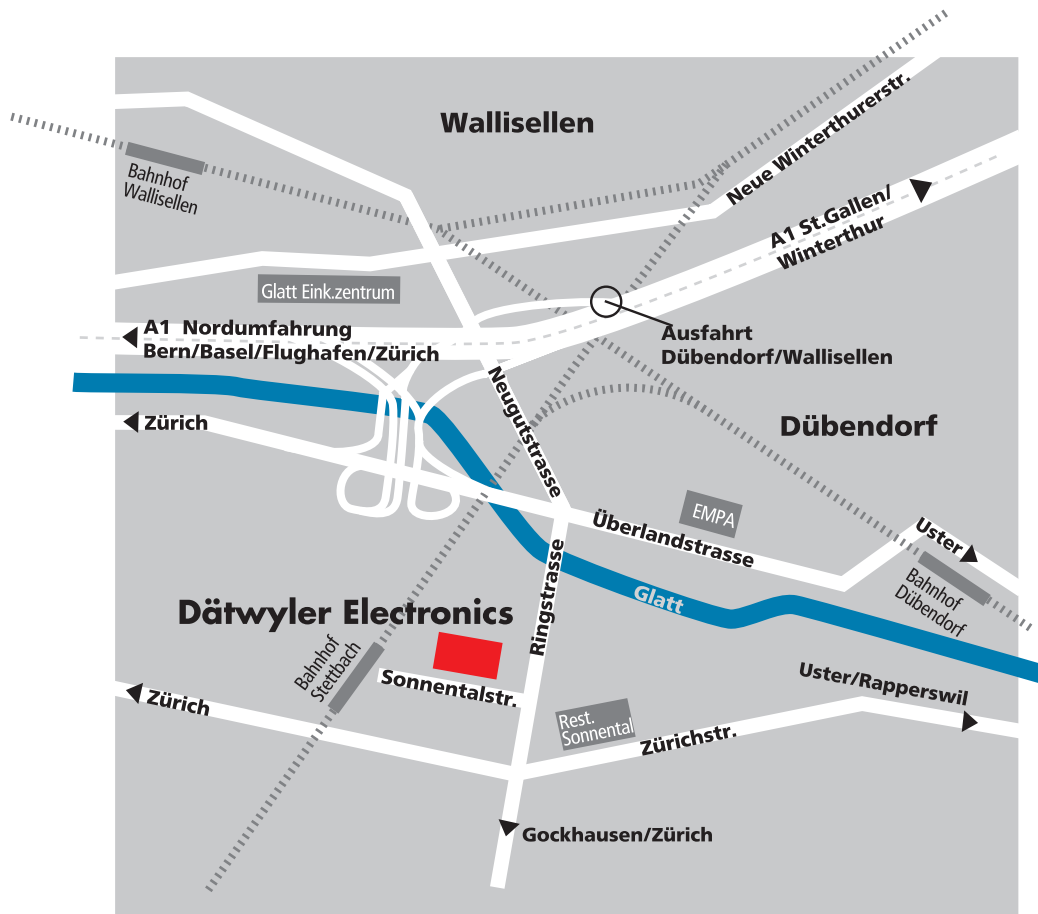 Wallisellen
Neue Winterthurerstr.
Bahnhof
Wallisellen
A1 St.Gallen/
Winterthur
Glatt Eink.zentrum
A1 Nordumfahrung
Bern/Basel/Flughafen/Zürich
Ausfahrt
Dübendorf/Wallisellen
Neugutstrasse
Zürich
Dübendorf
EMPA
Überlandstrasse
Uster
Bahnhof
Dübendorf
Ringstrasse
Glatt
Dätwyler Electronics
Bahnhof
Stettbach
Sonnentalstr.
Uster/Rapperswil
Zürich
Rest.
Sonnental
Zürichstr.
Gockhausen/Zürich